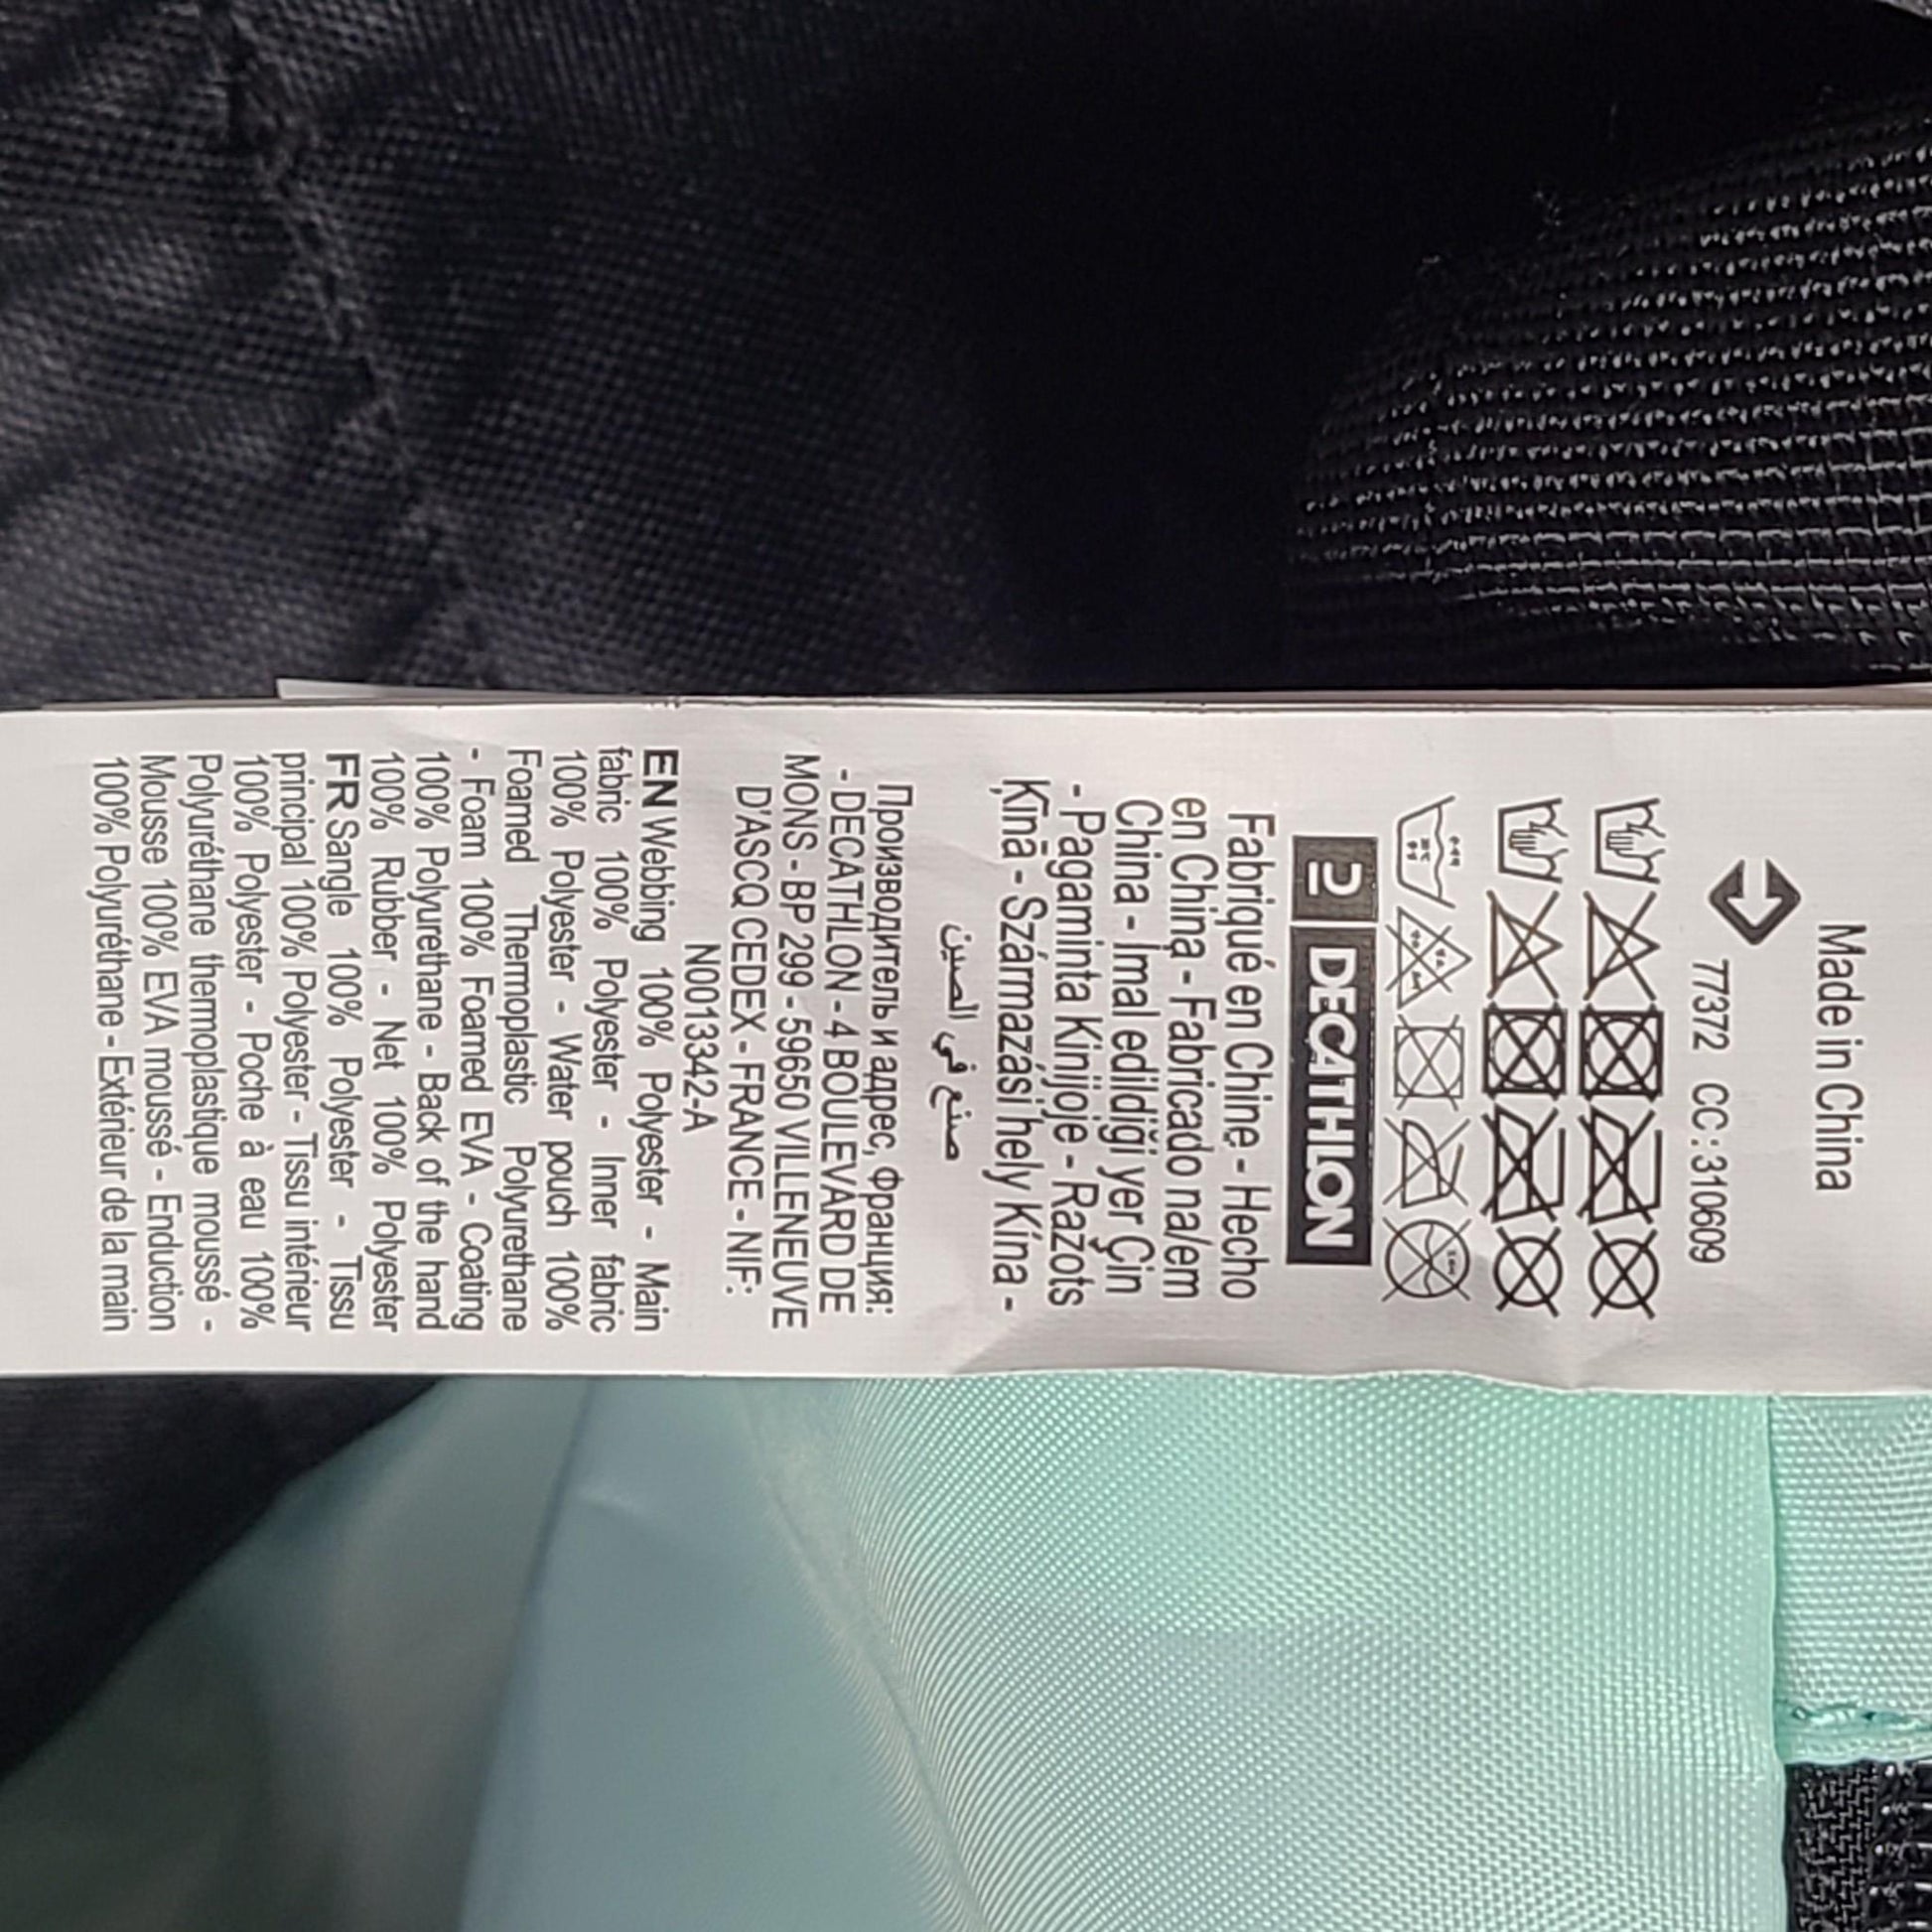 Made in China
77372 CC:310609
DECATHLON
Fabriqué en Chine - Hecho
en China - Fabricado na/em
China - İmal edildiği yer Çin
- Pagaminta Kinijoje - Ražots
Ķīnā - Származási hely Kína -
صنع في الصين
Производитель и адрес, Франция:
- DECATHLON - 4 BOULEVARD DE
MONS - BP 299 - 59650 VILLENEUVE
D'ASCQ CEDEX - FRANCE - NIF:
N0013342-A
EN Webbing 100% Polyester - Main
fabric 100% Polyester - Inner fabric
100% Polyester - Water pouch 100%
Foamed Thermoplastic Polyurethane
- Foam 100% Foamed EVA - Coating
100% Polyurethane - Back of the hand
100% Rubber - Net 100% Polyester
FR Sangle 100% Polyester - Tissu
principal 100% Polyester - Tissu intérieur
100% Polyester - Poche à eau 100%
Polyuréthane thermoplastique moussé -
Mousse 100% EVA moussé - Enduction
100% Polyuréthane - Extérieur de la main